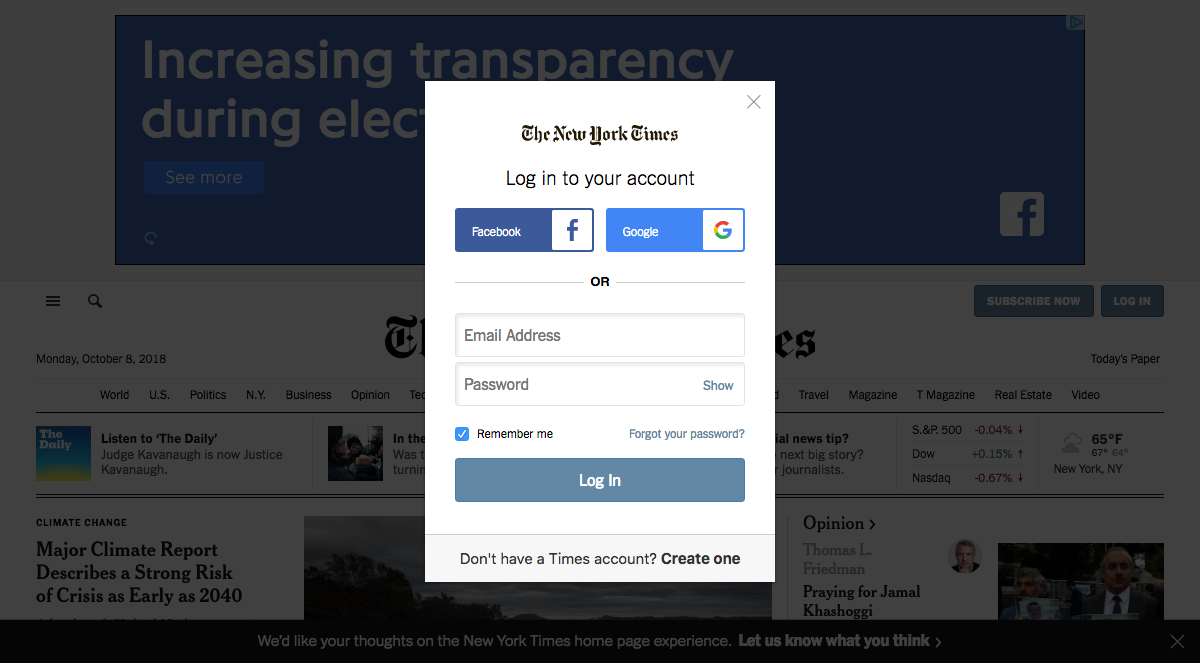 Increasing transparency
during elec
See more
The New York Times
Log in to your account
Facebook
Google
OR
Email Address
Password
Show
Remember me
Forgot your password?
Log In
Don't have a Times account? Create one
SUBSCRIBE NOW
LOG IN
Monday, October 8, 2018
Today's Paper
World U.S. Politics N.Y. Business Opinion Tec
Travel Magazine T Magazine Real Estate Video
The
Daily
Listen to ‘The Daily’
Judge Kavanaugh is now Justice
Kavanaugh.
In the
Was t
turnin
ial news tip?
next big story?
journalists.
S.&P. 500 -0.04% ↓
Dow +0.15% ↑
Nasdaq -0.67% ↓
65°F
67° 64°
New York, NY
CLIMATE CHANGE
Major Climate Report
Describes a Strong Risk
of Crisis as Early as 2040
Opinion >
Thomas L.
Friedman
Praying for Jamal
Khashoggi
We'd like your thoughts on the New York Times home page experience. Let us know what you think >